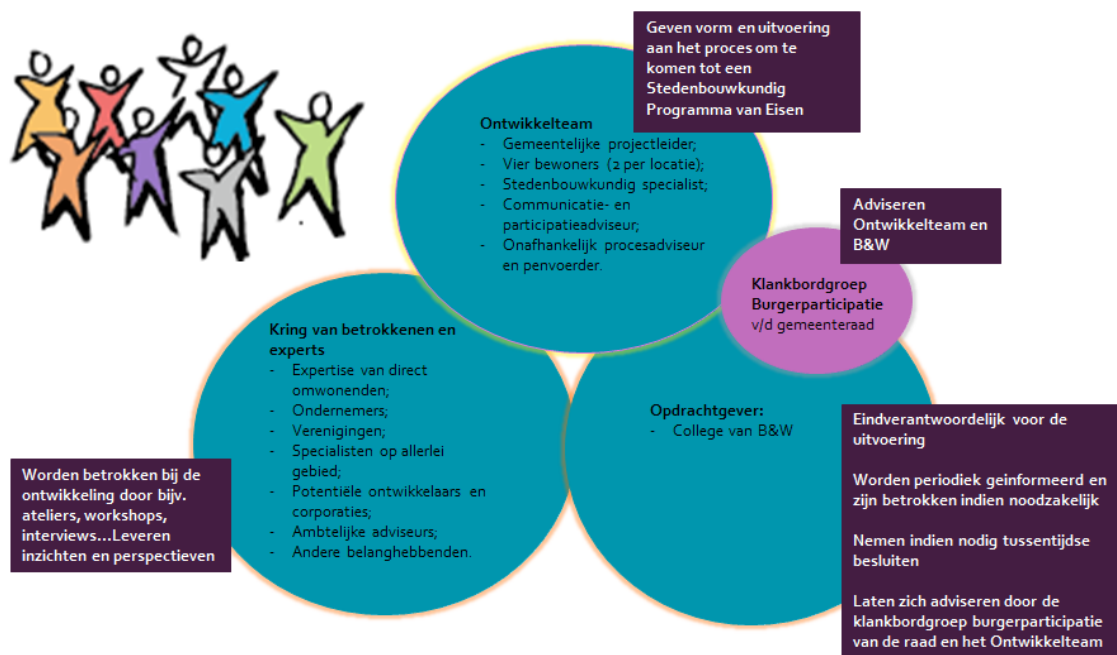 Geven vorm en uitvoering
aan het proces om te
komen tot een
Stedenbouwkundig
Programma van Eisen
Ontwikkelteam
- Gemeentelijke projectleider;
- Vier bewoners (2 per locatie);
- Stedenbouwkundig specialist;
- Communicatie- en
participatieadviseur;
- Onafhankelijk procesadviseur
en penvoerder.
Adviseren
Ontwikkelteam en
B&W
Klankbordgroep
Burgerparticipatie
v/d gemeenteraad
Kring van betrokkenen en
experts
- Expertise van direct
omwonenden;
- Ondernemers;
- Verenigingen;
- Specialisten op allerlei
gebied;
- Potentiële ontwikkelaars en
corporaties;
- Ambtelijke adviseurs;
- Andere belanghebbenden.
Worden betrokken bij de
ontwikkeling door bijv.
ateliers, workshops,
interviews...Leveren
inzichten en perspectieven
Opdrachtgever:
- College van B&W
Eindverantwoordelijk voor de
uitvoering
Worden periodiek geinformeerd en
zijn betrokken indien noodzakelijk
Nemen indien nodig tussentijdse
besluiten
Laten zich adviseren door de
klankbordgroep burgerparticipatie
van de raad en het Ontwikkelteam